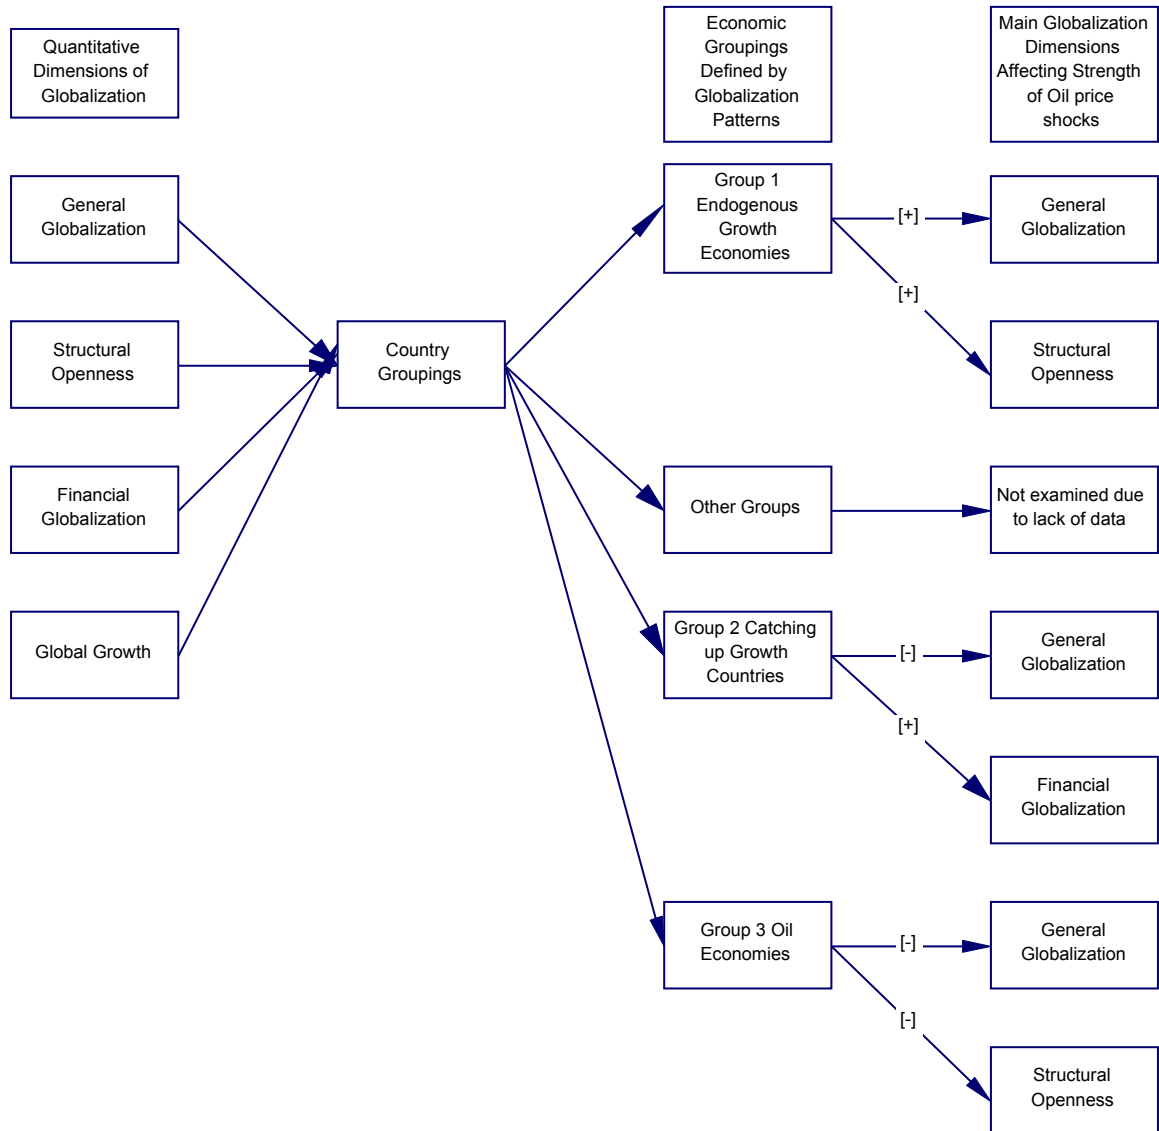 Quantitative
Dimensions of
Globalization
Economic
Groupings
Defined by
Globalization
Patterns
Main Globalization
Dimensions
Affecting Strength
of Oil price
shocks
General
Globalization
Structural
Openness
Financial
Globalization
Global Growth
Country
Groupings
Group 1
Endogenous
Growth
Economies
[+]
General
Globalization
[+]
Structural
Openness
Other Groups
Not examined due
to lack of data
Group 2 Catching
up Growth
Countries
[-]
General
Globalization
[+]
Financial
Globalization
Group 3 Oil
Economies
[-]
General
Globalization
[-]
Structural
Openness